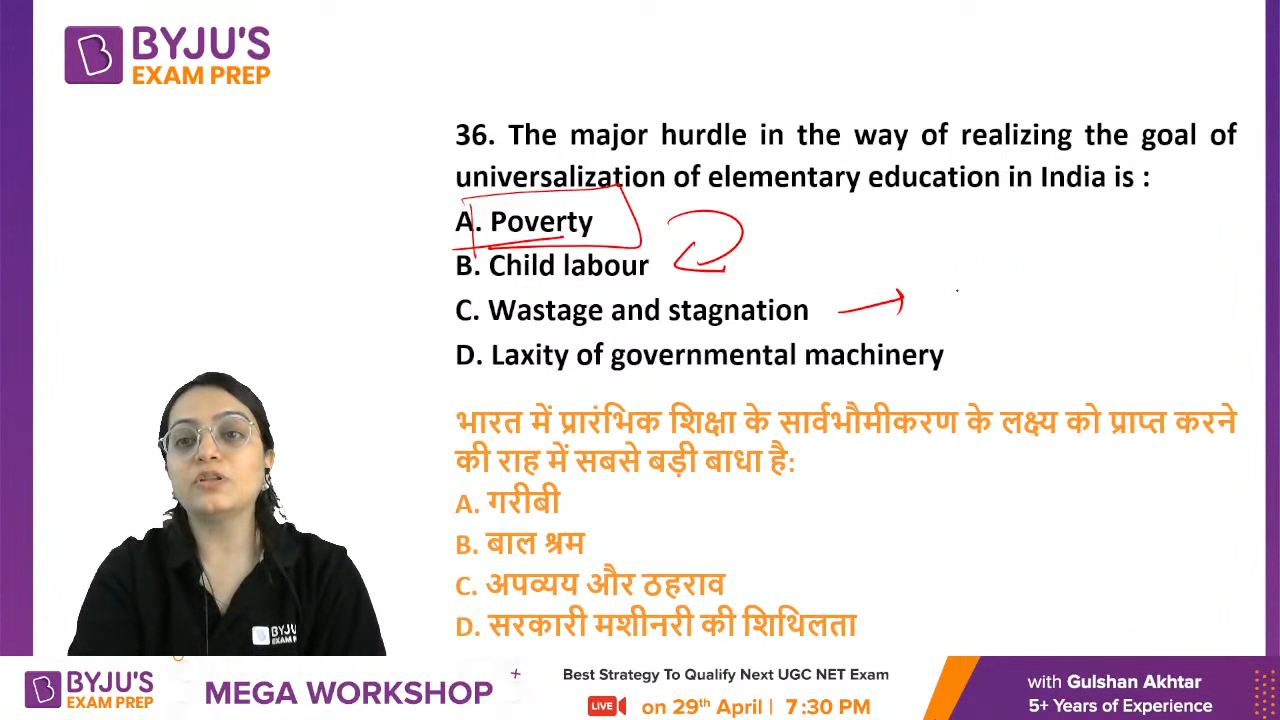 BYJU'S
EXAM PREP
36. The major hurdle in the way of realizing the goal of
universalization of elementary education in India is :
A. Poverty
B. Child labour
C. Wastage and stagnation
D. Laxity of governmental machinery
भारत में प्रारंभिक शिक्षा के सार्वभौमीकरण के लक्ष्य को प्राप्त करने
की राह में सबसे बड़ी बाधा है:
A. गरीबी
B. बाल श्रम
C. अपव्यय और ठहराव
D. सरकारी मशीनरी की शिथिलता
BYJU'S
EXAM PREP
BYJU'S
EXAM PREP
MEGA WORKSHOP
Best Strategy To Qualify Next UGC NET Exam
LIVE on 29th April | 7:30 PM
with Gulshan Akhtar
5+ Years of Experience